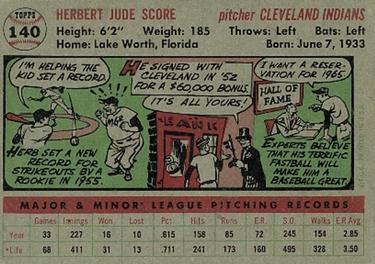 TOPPS
140
HERBERT JUDE SCORE pitcher CLEVELAND INDIANS
Height: 6'2" Weight: 185 Throws: Left Bats: Left
Home: Lake Worth, Florida Born: June 7, 1933
I'M HELPING THE
KID SET A RECORD.
HERB SET A NEW
RECORD FOR
STRIKEOUTS BY A
ROOKIE IN 1955.
HE SIGNED WITH
CLEVELAND IN '52
FOR A $60,000 BONUS.
IT'S ALL YOURS!
BANK
I WANT A RESER-
VATION FOR 1965.
HALL OF
FAME
EXPERTS BELIEVE THAT
HIS TERRIFIC
FASTBALL WILL
MAKE HIM A
BASEBALL GREAT.
MAJOR & MINOR LEAGUE PITCHING RECORDS
Games Innings Won Lost Pct. Hits Runs E.R. S.O. Walks E.R.Avg
Year 33 227 16 10 .615 158 85 72 245 154 2.85
*Life 68 411 31 13 .711 241 173 160 495 328 3.50